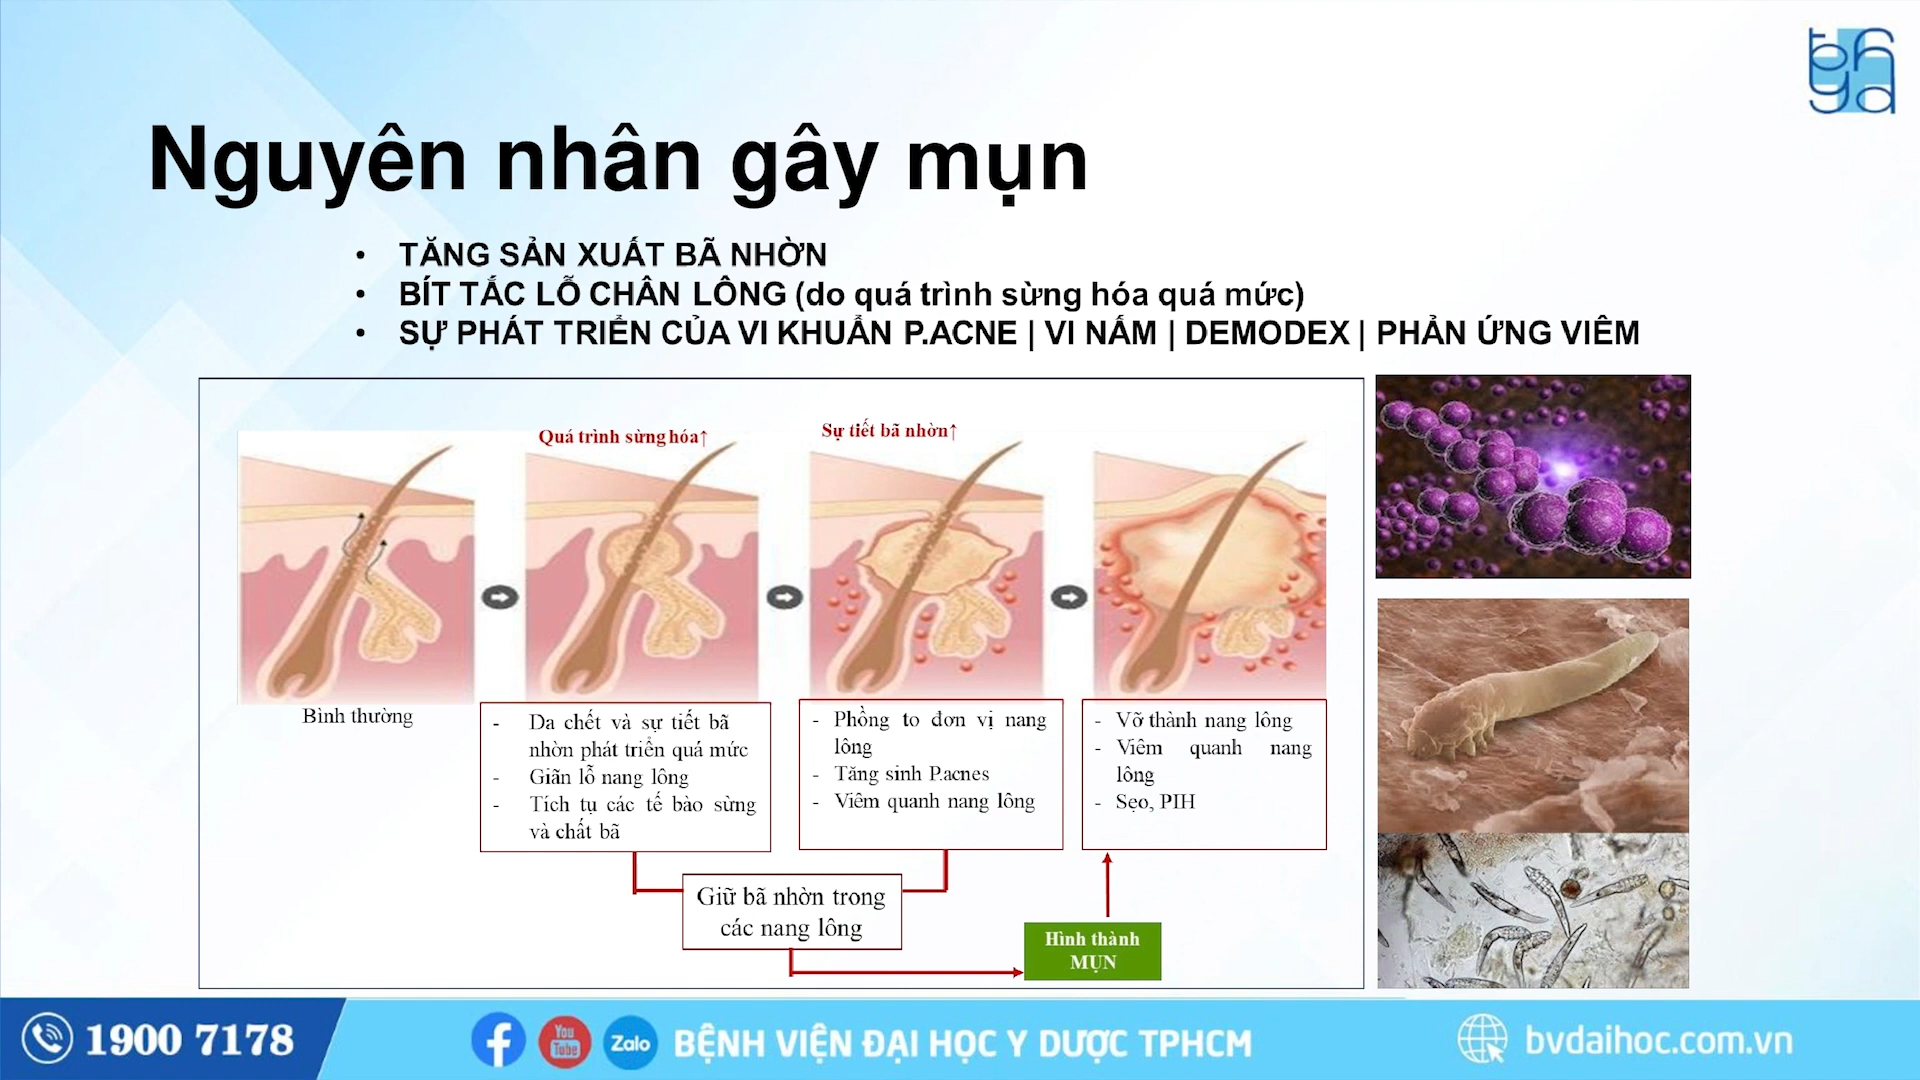 bhyd
Nguyên nhân gây mụn
• TĂNG SẢN XUẤT BÃ NHỜN
• BÍT TẮC LỖ CHÂN LÔNG (do quá trình sừng hóa quá mức)
• SỰ PHÁT TRIỂN CỦA VI KHUẨN P.ACNE | VI NẤM | DEMODEX | PHẢN ỨNG VIÊM
Quá trình sừng hóa↑
Sự tiết bã nhờn↑
Bình thường
- Da chết và sự tiết bã
nhờn phát triển quá mức
- Giãn lỗ nang lông
- Tích tụ các tế bào sừng
và chất bã
- Phồng to đơn vị nang
lông
- Tăng sinh P.acnes
- Viêm quanh nang lông
- Vỡ thành nang lông
- Viêm quanh nang
lông
- Sẹo, PIH
Giữ bã nhờn trong
các nang lông
Hình thành
MỤN
1900 7178
f
You
Tube
Zalo
BỆNH VIỆN ĐẠI HỌC Y DƯỢC TPHCM
bvdaihoc.com.vn